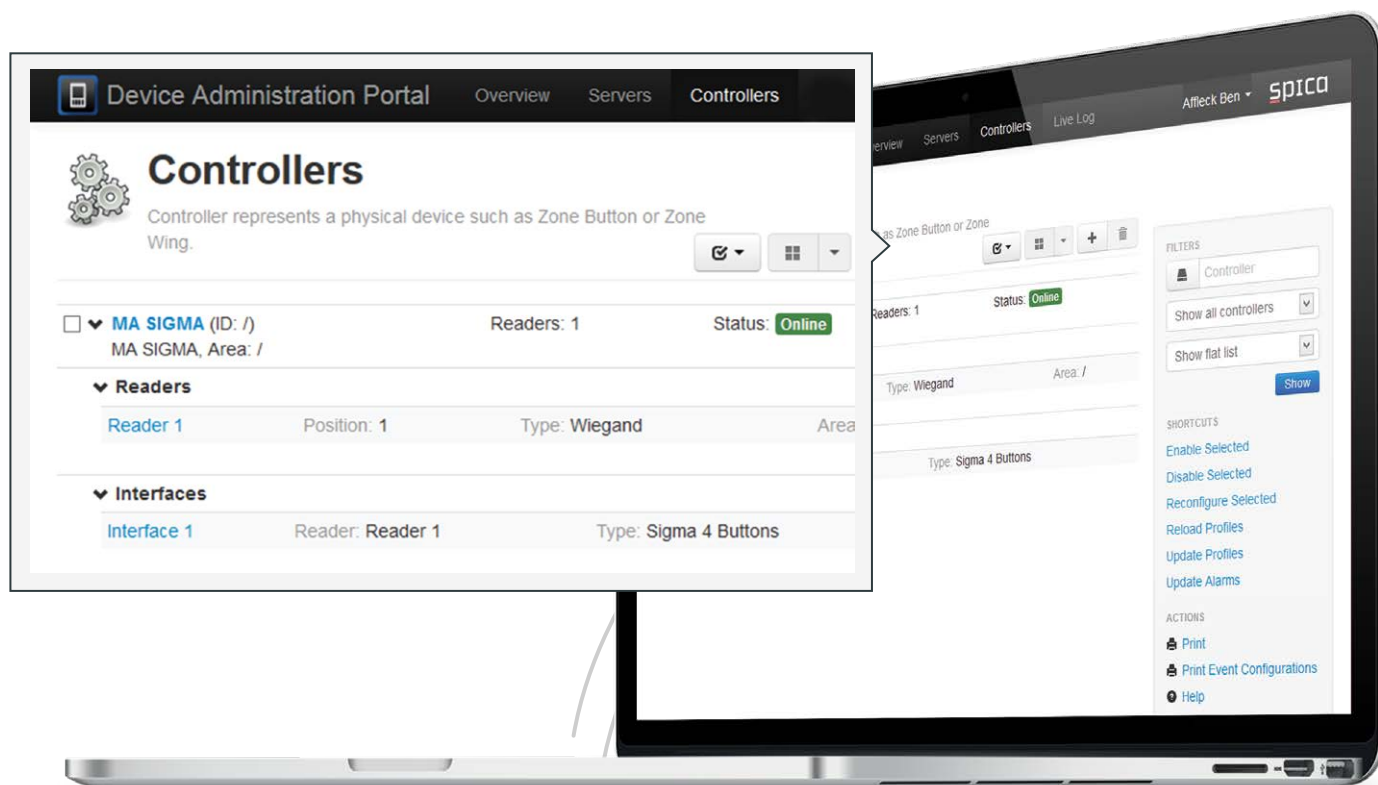 Device Administration Portal Overview Servers Controllers
Controllers
Controller represents a physical device such as Zone Button or Zone
Wing.
MA SIGMA (ID: /) Readers: 1 Status: Online
MA SIGMA, Area: /
Readers
Reader 1 Position: 1 Type: Wiegand Area
Interfaces
Interface 1 Reader: Reader 1 Type: Sigma 4 Buttons
Servers Controllers Live Log Affleck Ben spica
as Zone Button or Zone
Readers: 1 Status: Online
Type: Wiegand Area: /
Type: Sigma 4 Buttons
FILTERS
Controller
Show all controllers
Show flat list
Show
SHORTCUTS
Enable Selected
Disable Selected
Reconfigure Selected
Reload Profiles
Update Profiles
Update Alarms
ACTIONS
Print
Print Event Configurations
Help